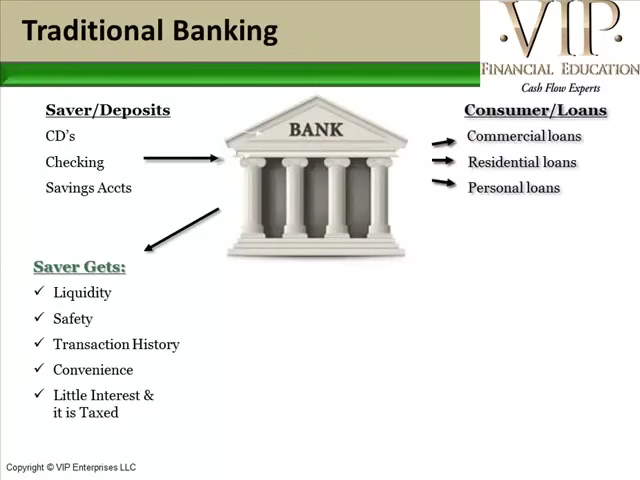 Traditional Banking
·VIP·
Financial Education
Cash Flow Experts
Saver/Deposits
CD's
Checking
Savings Accts
BANK
Consumer/Loans
Commercial loans
Residential loans
Personal loans
Saver Gets:
✓ Liquidity
✓ Safety
✓ Transaction History
✓ Convenience
✓ Little Interest &
it is Taxed
Copyright © VIP Enterprises LLC